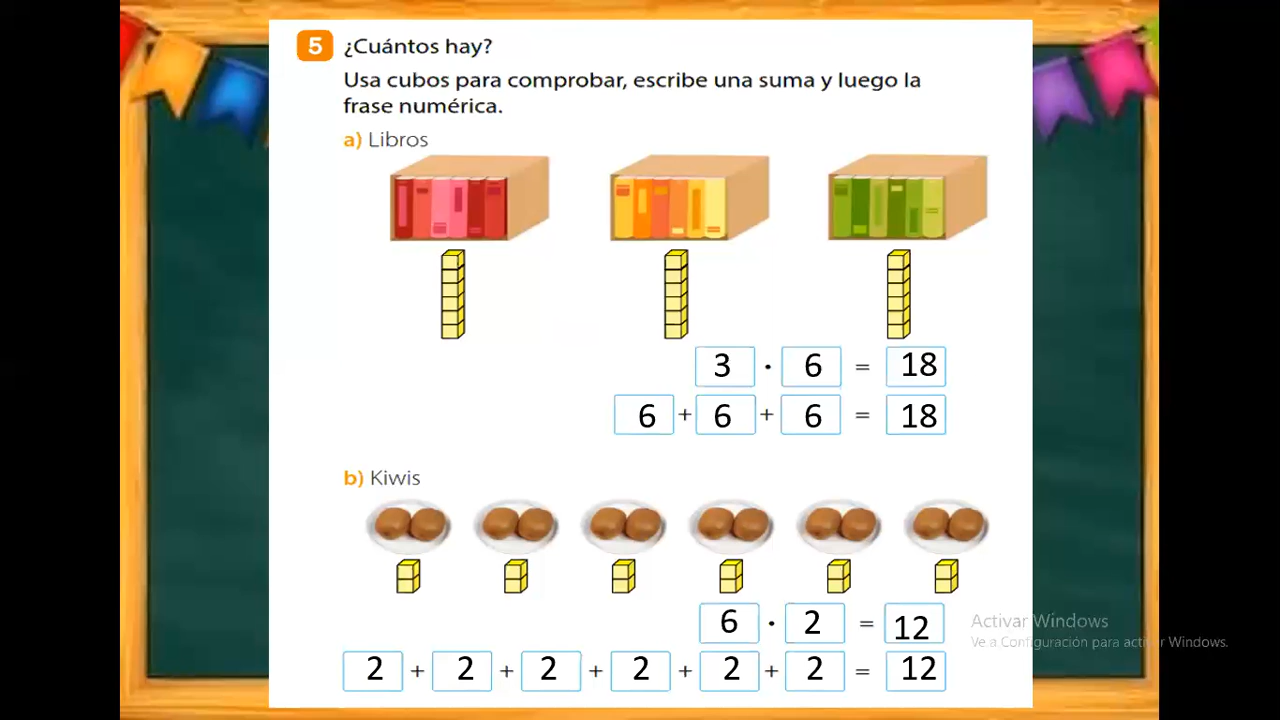 5 ¿Cuántos hay?
Usa cubos para comprobar, escribe una suma y luego la
frase numérica.
a) Libros
3 · 6 = 18
6 + 6 + 6 = 18
b) Kiwis
6 · 2 = 12
2 + 2 + 2 + 2 + 2 + 2 = 12
Activar Windows
Ve a Configuración para activar Windows.